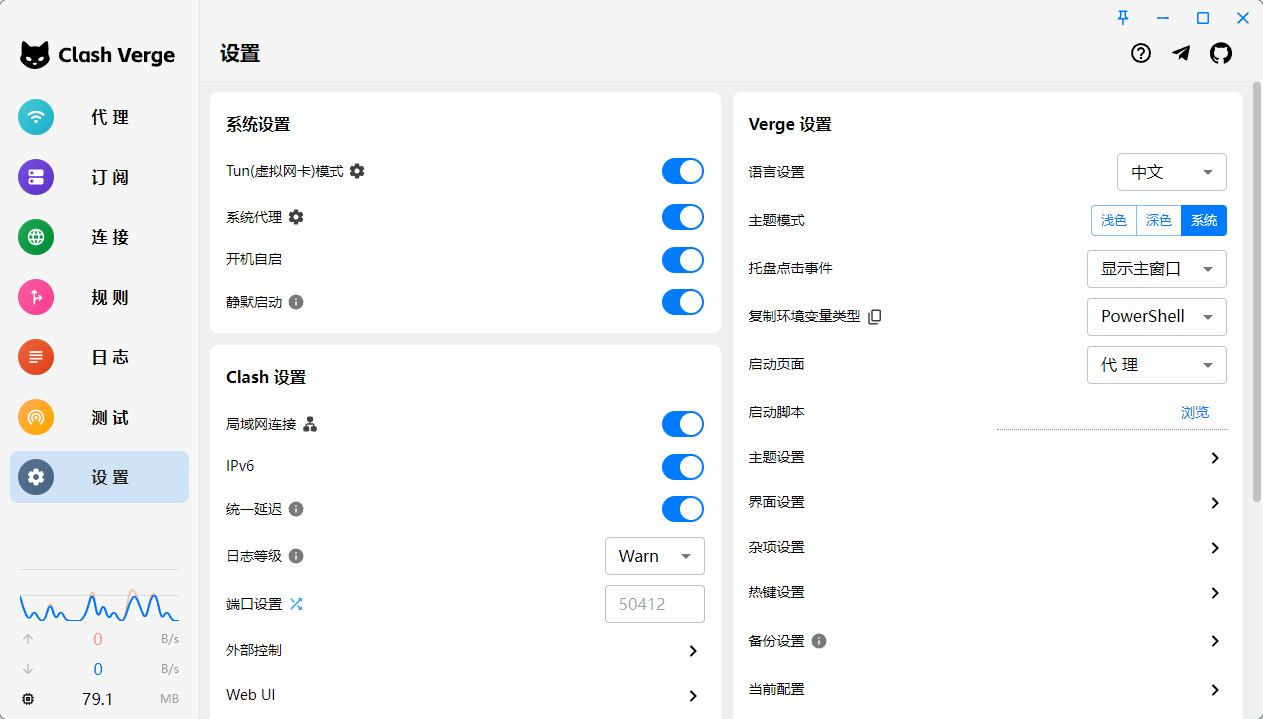 Clash Verge
代 理
订 阅
连 接
规 则
日 志
测 试
设 置
0 B/s
0 B/s
79.1 MB
设置
系统设置
Tun(虚拟网卡)模式
系统代理
开机自启
静默启动
Clash 设置
局域网连接
IPv6
统一延迟
日志等级 Warn
端口设置 50412
外部控制
Web UI
Verge 设置
语言设置 中文
主题模式 浅色 深色 系统
托盘点击事件 显示主窗口
复制环境变量类型 PowerShell
启动页面 代 理
启动脚本 浏览
主题设置
界面设置
杂项设置
热键设置
备份设置
当前配置